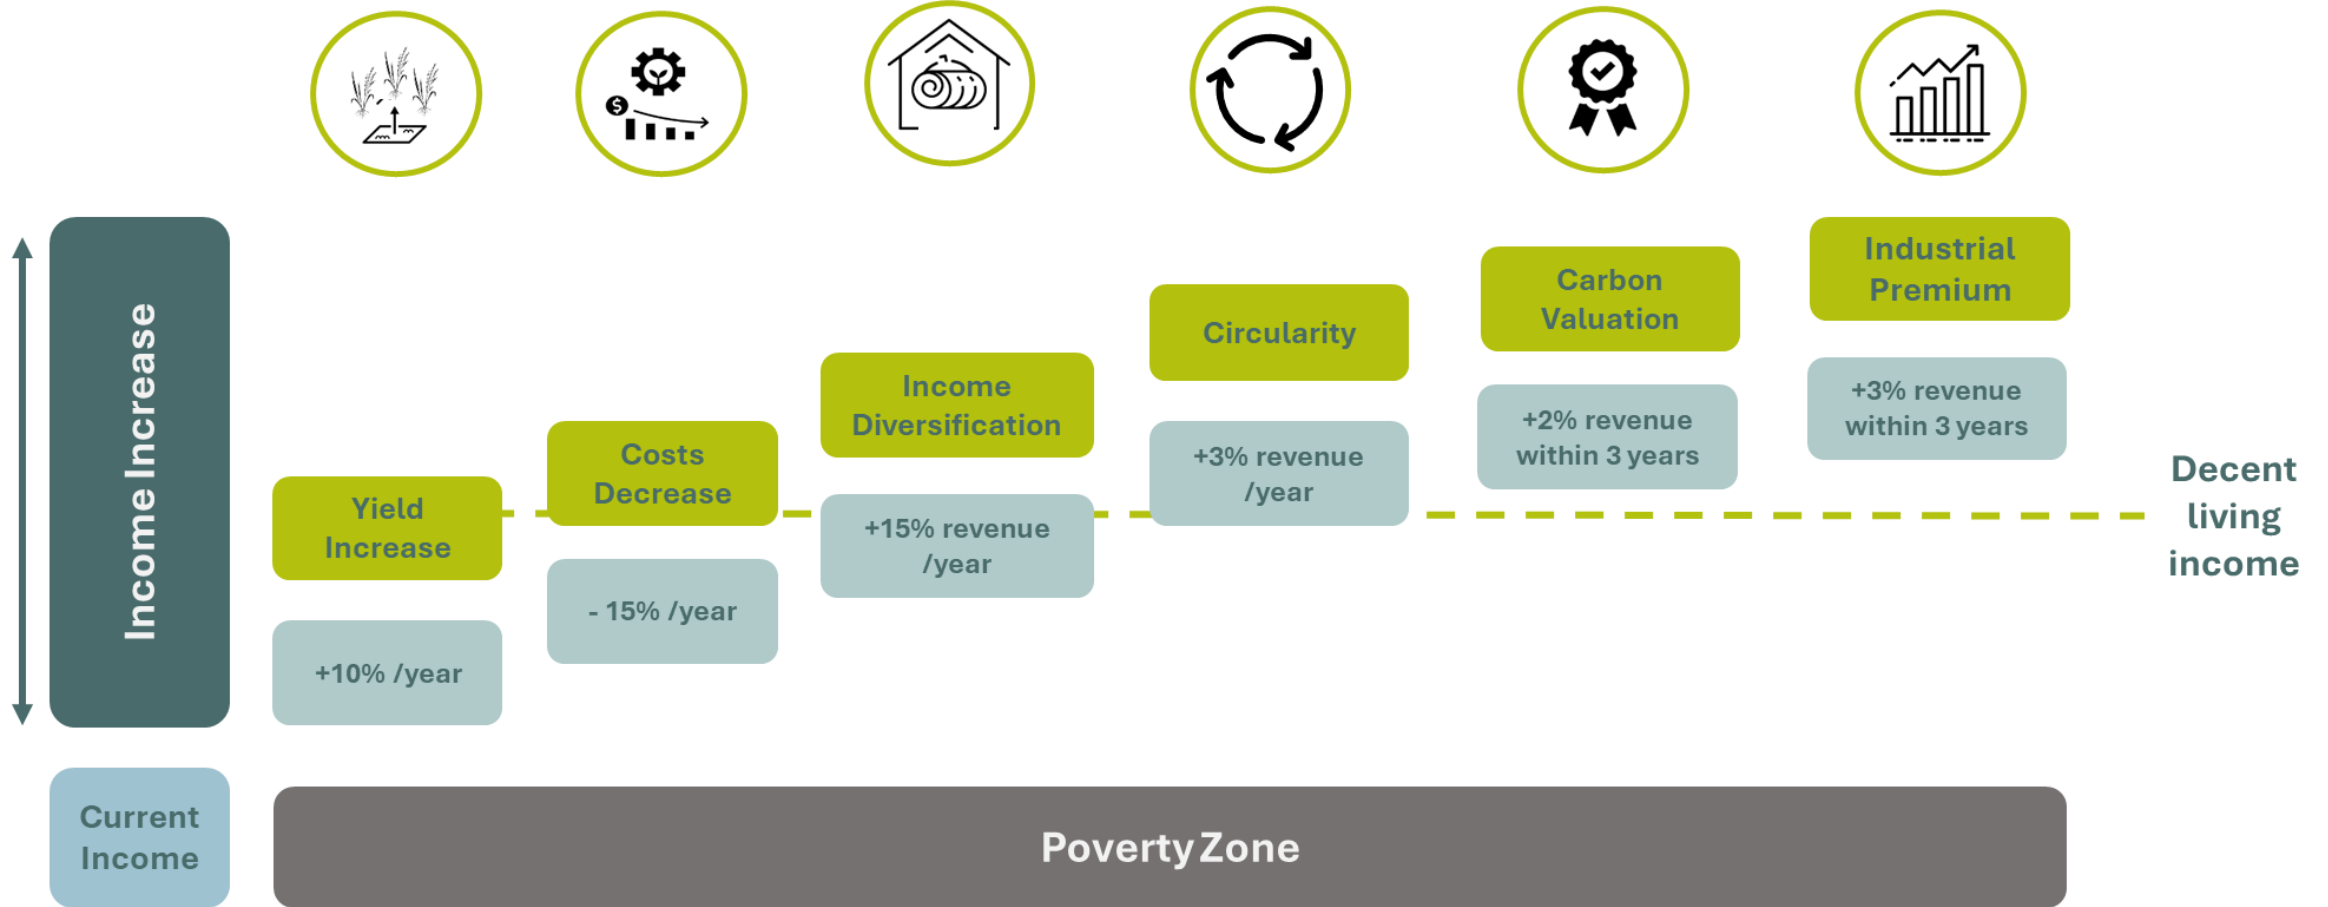 Income Increase
Yield
Increase
+10% /year
Costs
Decrease
- 15% /year
Income
Diversification
+15% revenue
/year
Circularity
+3% revenue
/year
Carbon
Valuation
+2% revenue
within 3 years
Industrial
Premium
+3% revenue
within 3 years
Decent
living
income
Current
Income
Poverty Zone